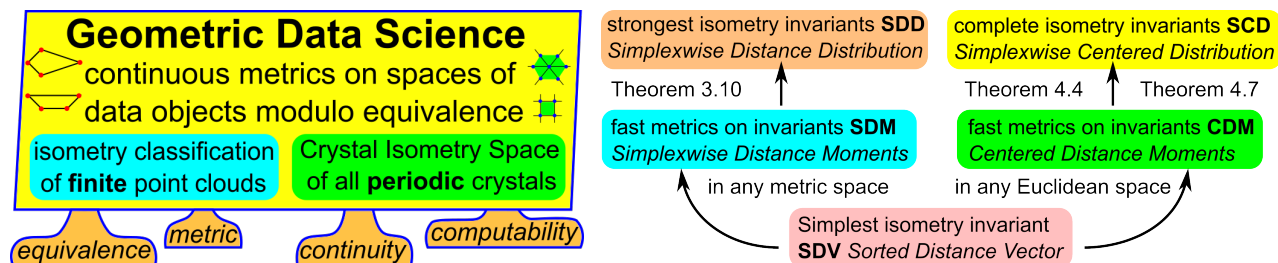 Geometric Data Science
continuous metrics on spaces of
data objects modulo equivalence
isometry classification
of finite point clouds
Crystal Isometry Space
of all periodic crystals
equivalence
metric
continuity
computability
strongest isometry invariants SDD
Simplexwise Distance Distribution
complete isometry invariants SCD
Simplexwise Centered Distribution
Theorem 3.10
Theorem 4.4
Theorem 4.7
fast metrics on invariants SDM
Simplexwise Distance Moments
fast metrics on invariants CDM
Centered Distance Moments
in any metric space
in any Euclidean space
Simplest isometry invariant
SDV Sorted Distance Vector